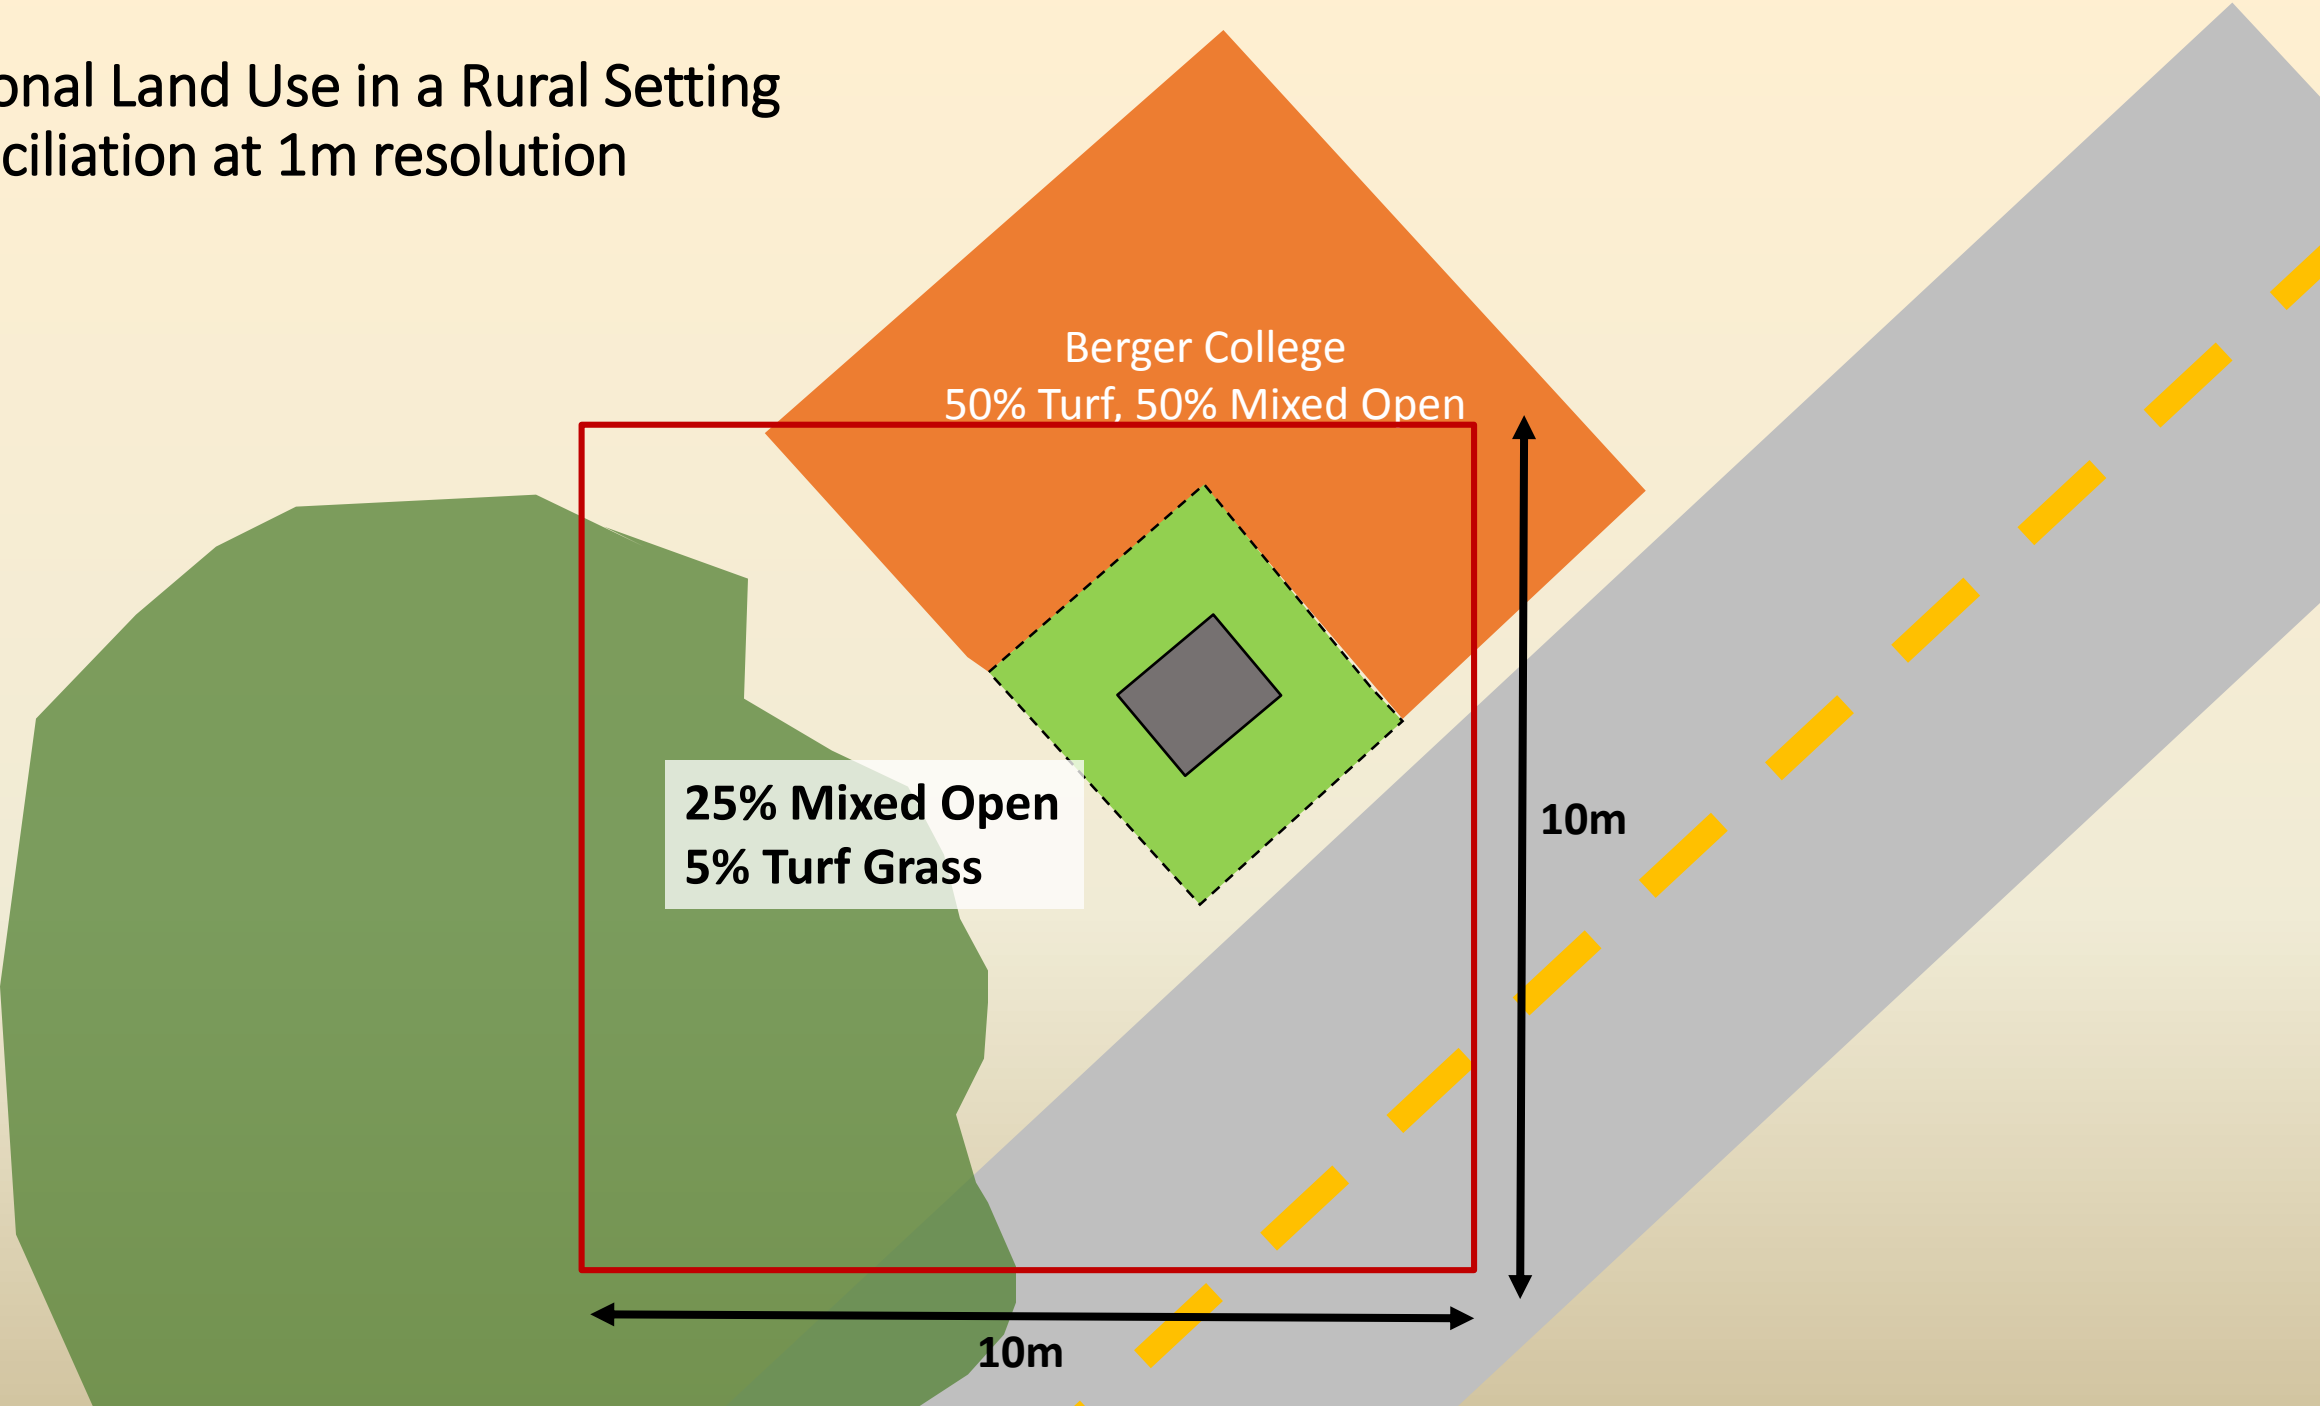 onal Land Use in a Rural Setting
ciliation at 1m resolution
Berger College
50% Turf, 50% Mixed Open
25% Mixed Open
5% Turf Grass
10m
10m